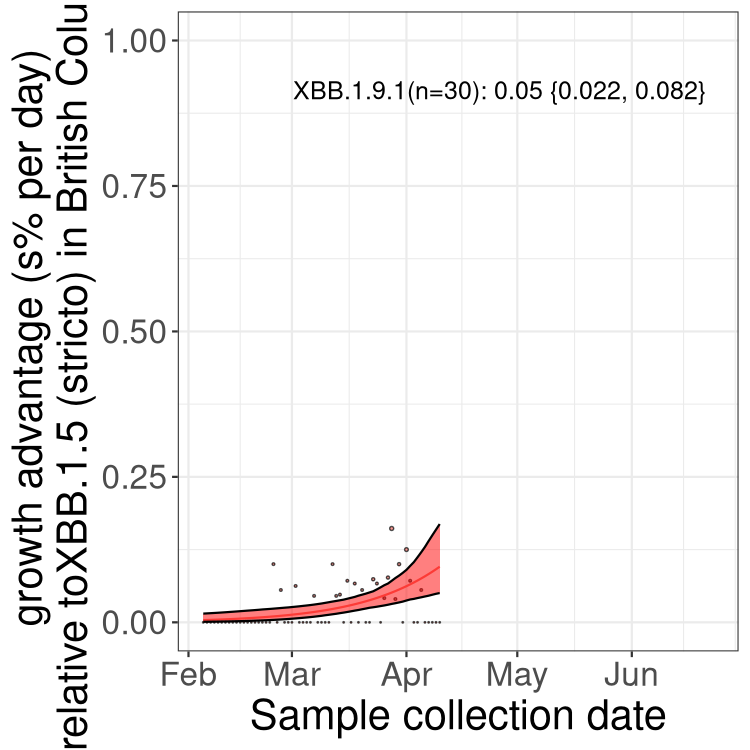 growth advantage (s% per day)
relative toXBB.1.5 (stricto) in British Colu
1.00
0.75
0.50
0.25
0.00
XBB.1.9.1(n=30): 0.05 {0.022, 0.082}
Feb Mar Apr May Jun
Sample collection date